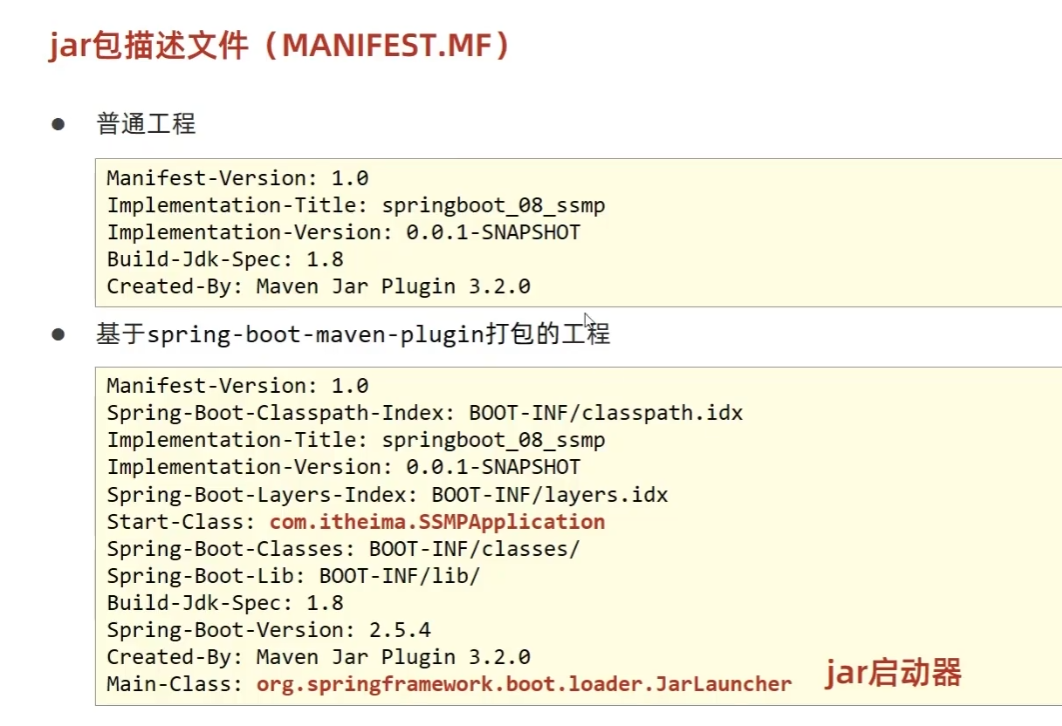 jar包描述文件（MANIFEST.MF）
● 普通工程
Manifest-Version: 1.0
Implementation-Title: springboot_08_ssmp
Implementation-Version: 0.0.1-SNAPSHOT
Build-Jdk-Spec: 1.8
Created-By: Maven Jar Plugin 3.2.0
● 基于spring-boot-maven-plugin打包的工程
Manifest-Version: 1.0
Spring-Boot-Classpath-Index: BOOT-INF/classpath.idx
Implementation-Title: springboot_08_ssmp
Implementation-Version: 0.0.1-SNAPSHOT
Spring-Boot-Layers-Index: BOOT-INF/layers.idx
Start-Class: com.itheima.SSMPApplication
Spring-Boot-Classes: BOOT-INF/classes/
Spring-Boot-Lib: BOOT-INF/lib/
Build-Jdk-Spec: 1.8
Spring-Boot-Version: 2.5.4
Created-By: Maven Jar Plugin 3.2.0
Main-Class: org.springframework.boot.loader.JarLauncher
jar启动器